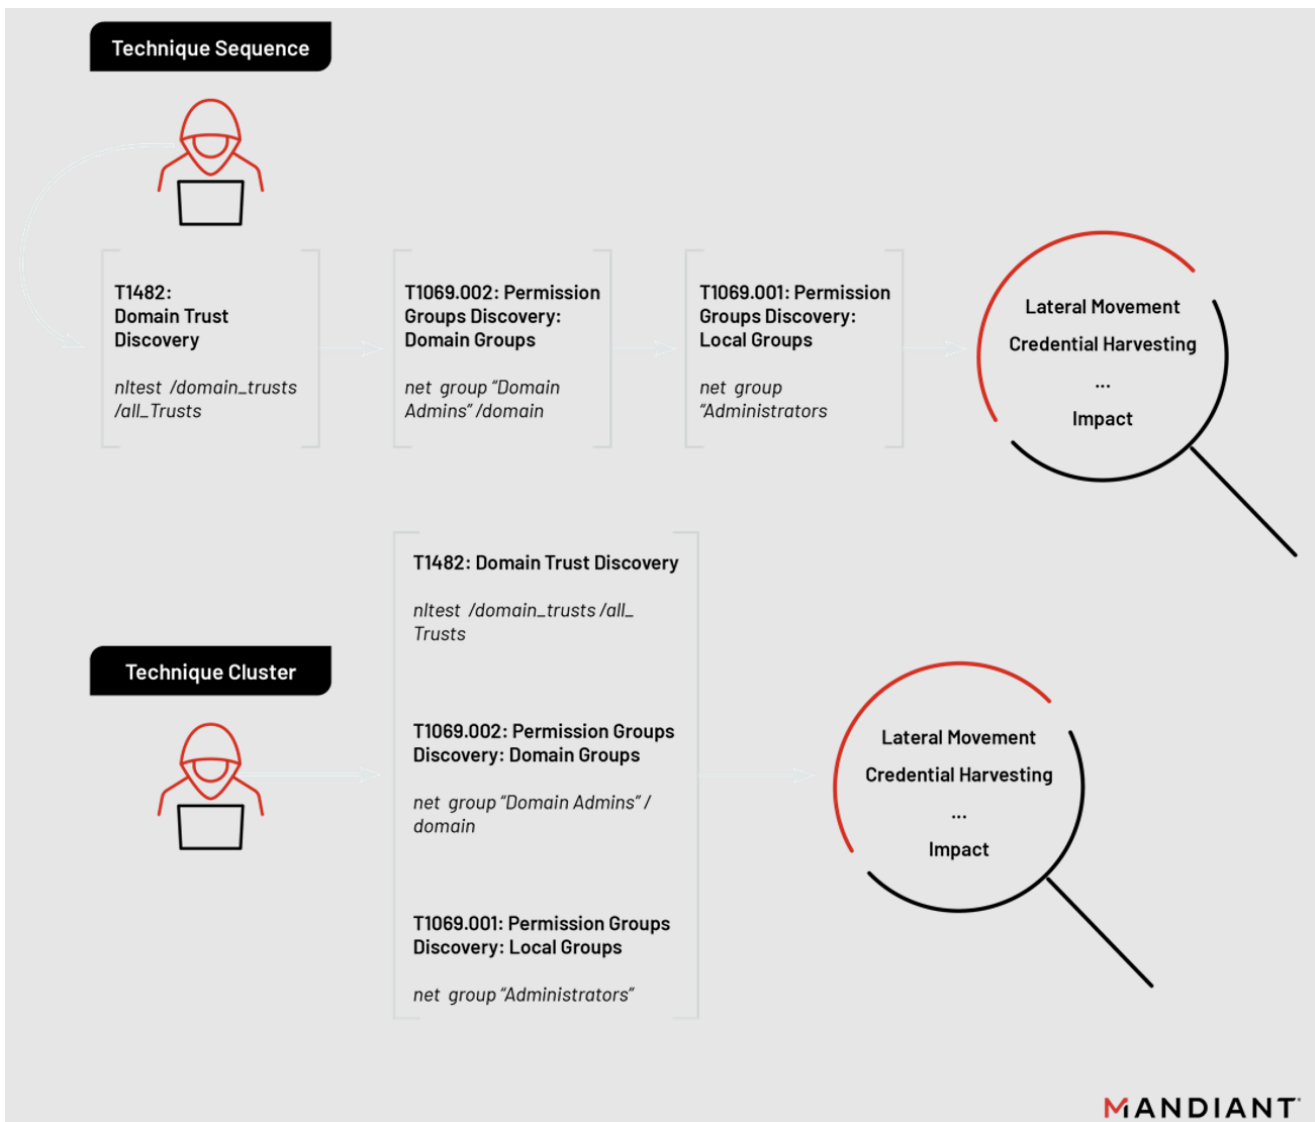 Technique Sequence
T1482:
Domain Trust
Discovery
nltest /domain_trusts
/all_Trusts
T1069.002: Permission
Groups Discovery:
Domain Groups
net group “Domain
Admins” /domain
T1069.001: Permission
Groups Discovery:
Local Groups
net group
“Administrators
Lateral Movement
Credential Harvesting
...
Impact
Technique Cluster
T1482: Domain Trust Discovery
nltest /domain_trusts /all_
Trusts
T1069.002: Permission Groups
Discovery: Domain Groups
net group “Domain Admins” /
domain
T1069.001: Permission Groups
Discovery: Local Groups
net group “Administrators”
Lateral Movement
Credential Harvesting
...
Impact
MANDIANT